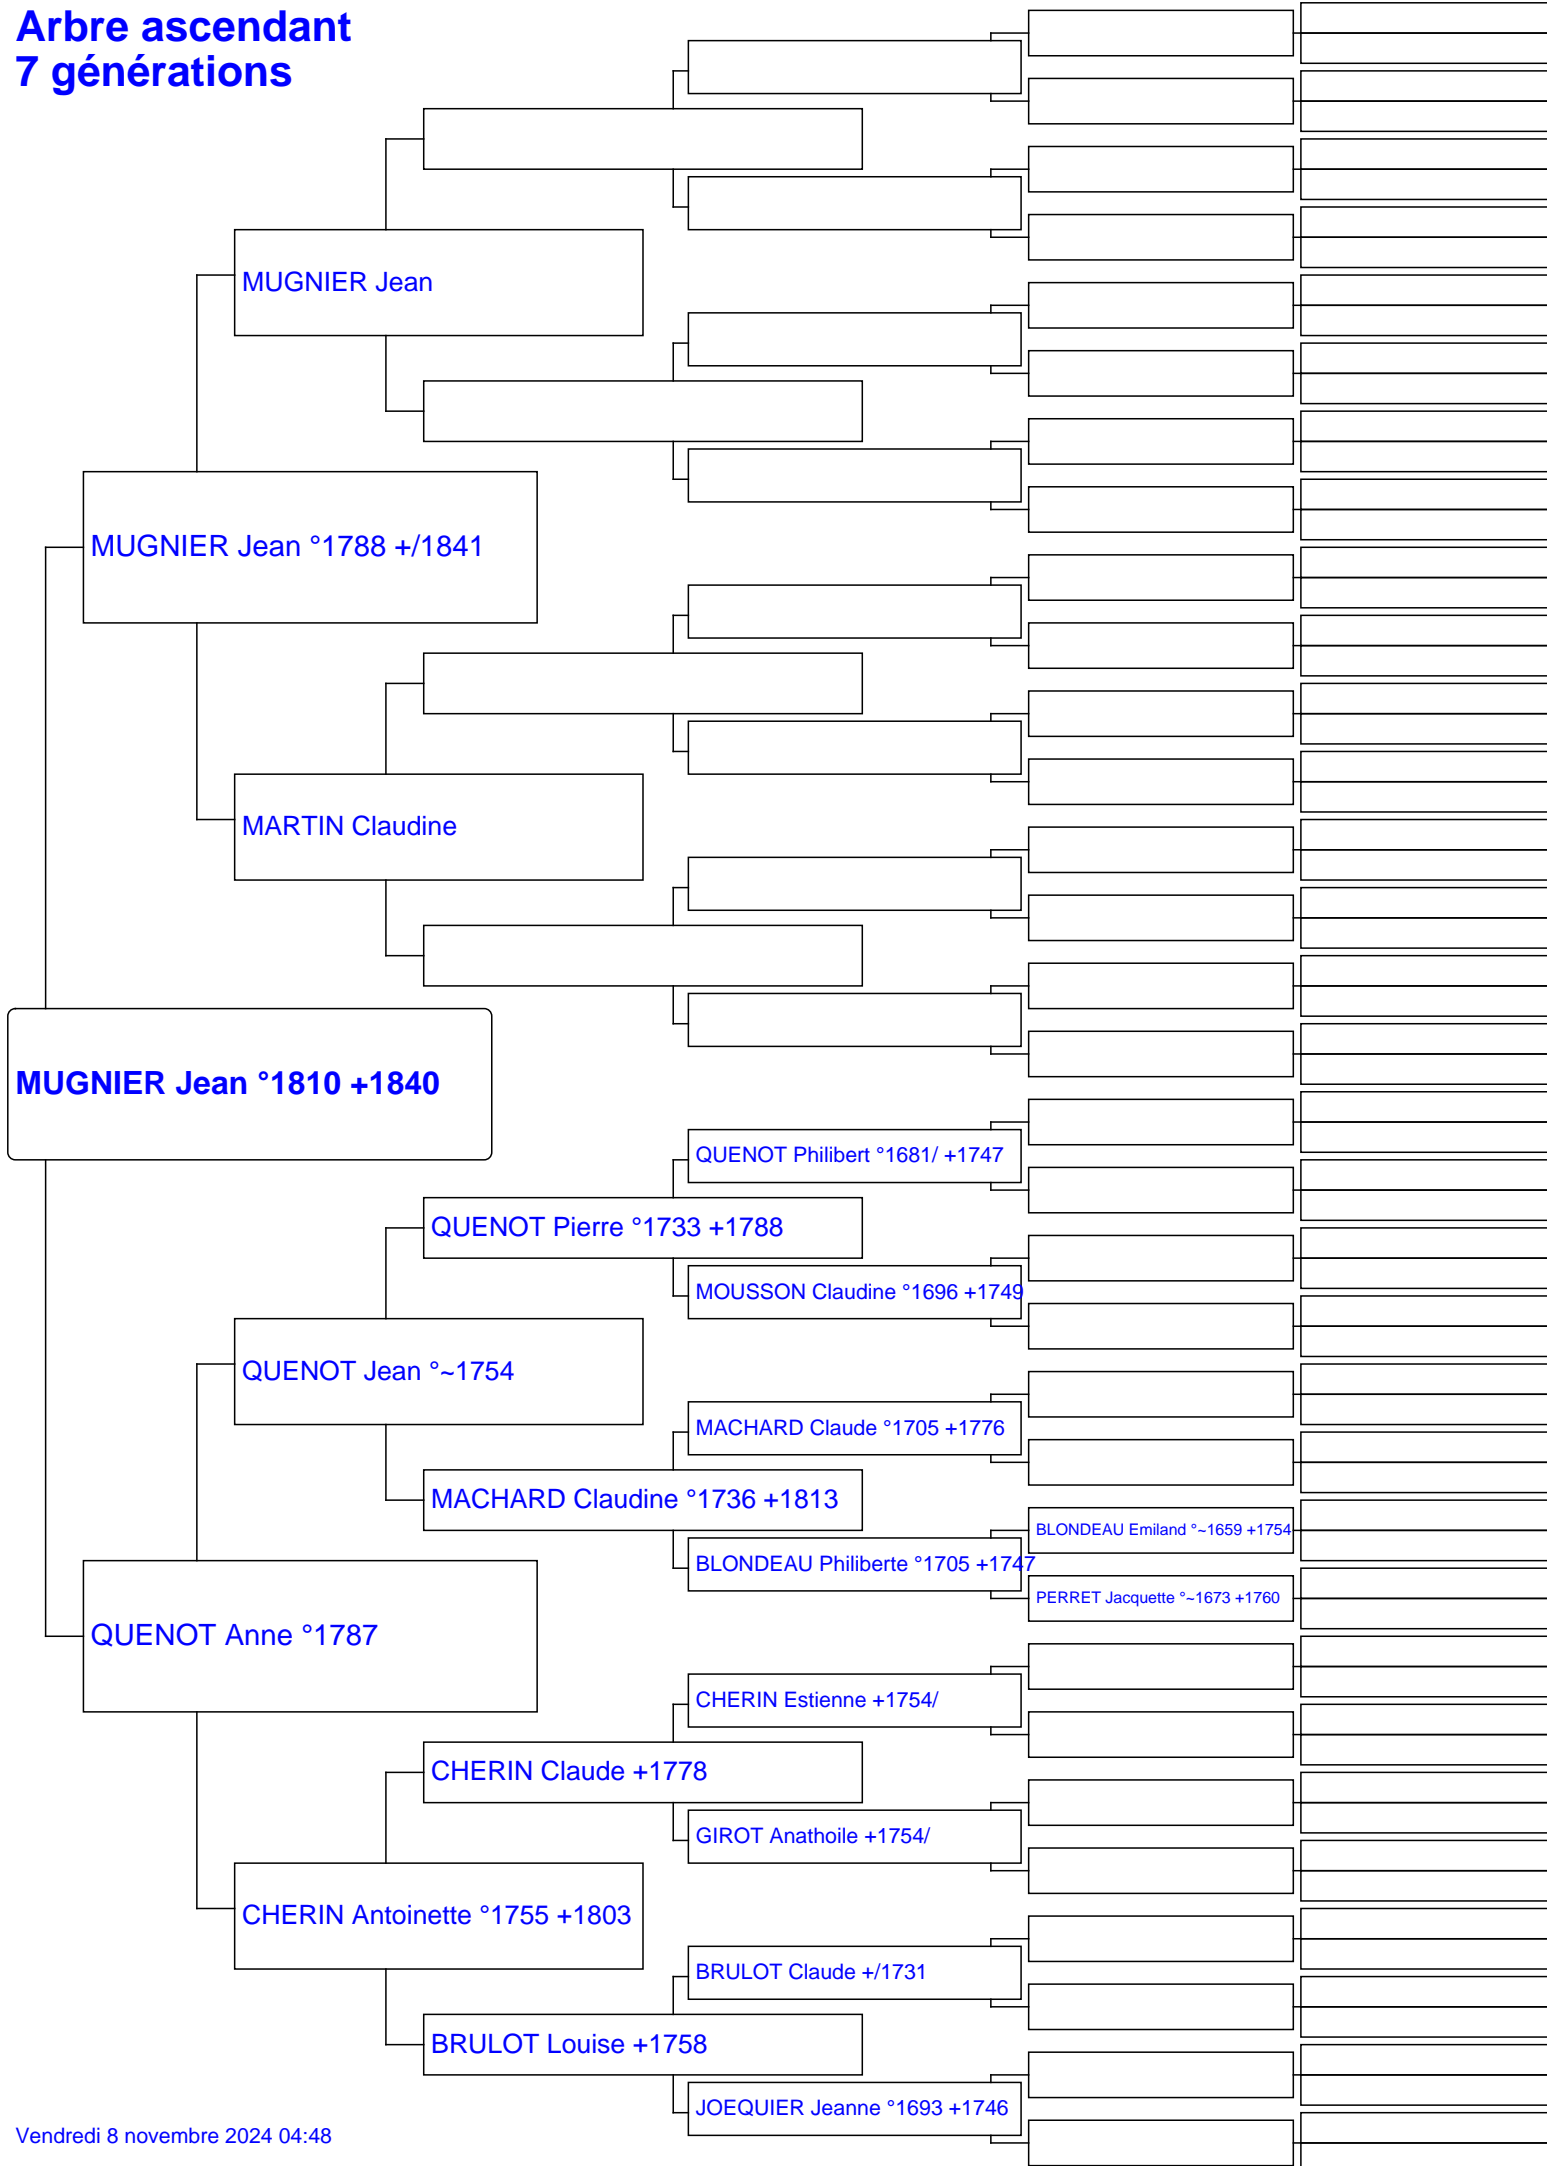 Arbre ascendant
7 générations
MUGNIER Jean
MUGNIER Jean °1788 +/1841
MARTIN Claudine
MUGNIER Jean °1810 +1840
QUENOT Philibert °1681/ +1747
QUENOT Pierre °1733 +1788
MOUSSON Claudine °1696 +1749
QUENOT Jean °~1754
MACHARD Claude °1705 +1776
MACHARD Claudine °1736 +1813
BLONDEAU Emiland °~1659 +1754
BLONDEAU Philiberte °1705 +1747
PERRET Jacquette °~1673 +1760
QUENOT Anne °1787
CHERIN Estienne +1754/
CHERIN Claude +1778
GIROT Anathoile +1754/
CHERIN Antoinette °1755 +1803
BRULOT Claude +/1731
BRULOT Louise +1758
JOEQUIER Jeanne °1693 +1746
Vendredi 8 novembre 2024 04:48